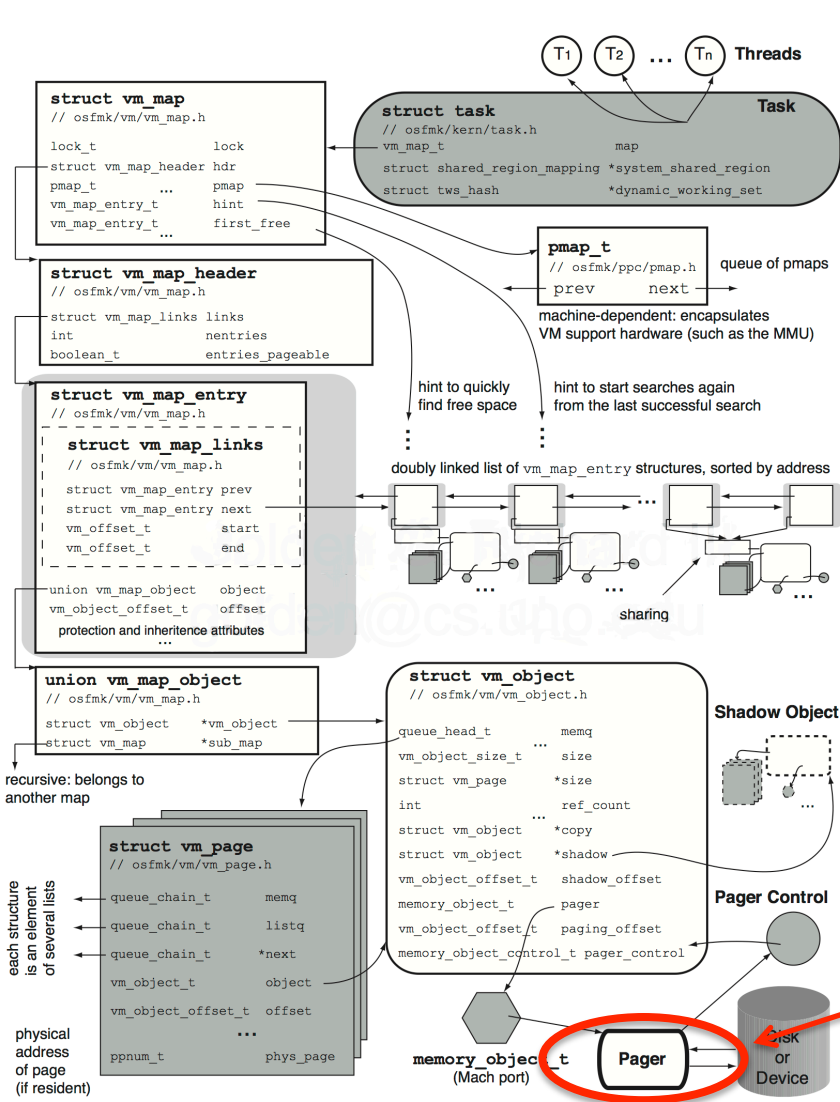 T1 T2 ... Tn Threads
Task
struct task
// osfmk/kern/task.h
vm_map_t map
struct shared_region_mapping *system_shared_region
struct tws_hash *dynamic_working_set
struct vm_map
// osfmk/vm/vm_map.h
lock_t lock
struct vm_map_header hdr
pmap_t ... pmap
vm_map_entry_t hint
vm_map_entry_t first_free
...
pmap_t
// osfmk/ppc/pmap.h
prev next
queue of pmaps
machine-dependent: encapsulates
VM support hardware (such as the MMU)
struct vm_map_header
// osfmk/vm/vm_map.h
struct vm_map_links links
int nentries
boolean_t entries_pageable
hint to quickly
find free space
hint to start searches again
from the last successful search
struct vm_map_entry
// osfmk/vm/vm_map.h
struct vm_map_links
// osfmk/vm/vm_map.h
struct vm_map_entry prev
struct vm_map_entry next
vm_offset_t start
vm_offset_t end
union vm_map_object object
vm_object_offset_t offset
protection and inheritence attributes
...
doubly linked list of vm_map_entry structures, sorted by address
...
... ... ...
sharing
union vm_map_object
// osfmk/vm/vm_map.h
struct vm_object *vm_object
struct vm_map *sub_map
recursive: belongs to
another map
struct vm_object
// osfmk/vm/vm_object.h
queue_head_t memq
...
vm_object_size_t size
struct vm_page *size
int ref_count
...
struct vm_object *copy
struct vm_object *shadow
vm_object_offset_t shadow_offset
memory_object_t pager
vm_object_offset_t paging_offset
memory_object_control_t pager_control
Shadow Object
...
Pager Control
struct vm_page
// osfmk/vm/vm_page.h
queue_chain_t memq
queue_chain_t listq
queue_chain_t *next
vm_object_t object
vm_object_offset_t offset
...
ppnum_t phys_page
each structure
is an element
of several lists
physical
address
of page
(if resident)
memory_object_t
(Mach port)
Pager
Disk
or
Device